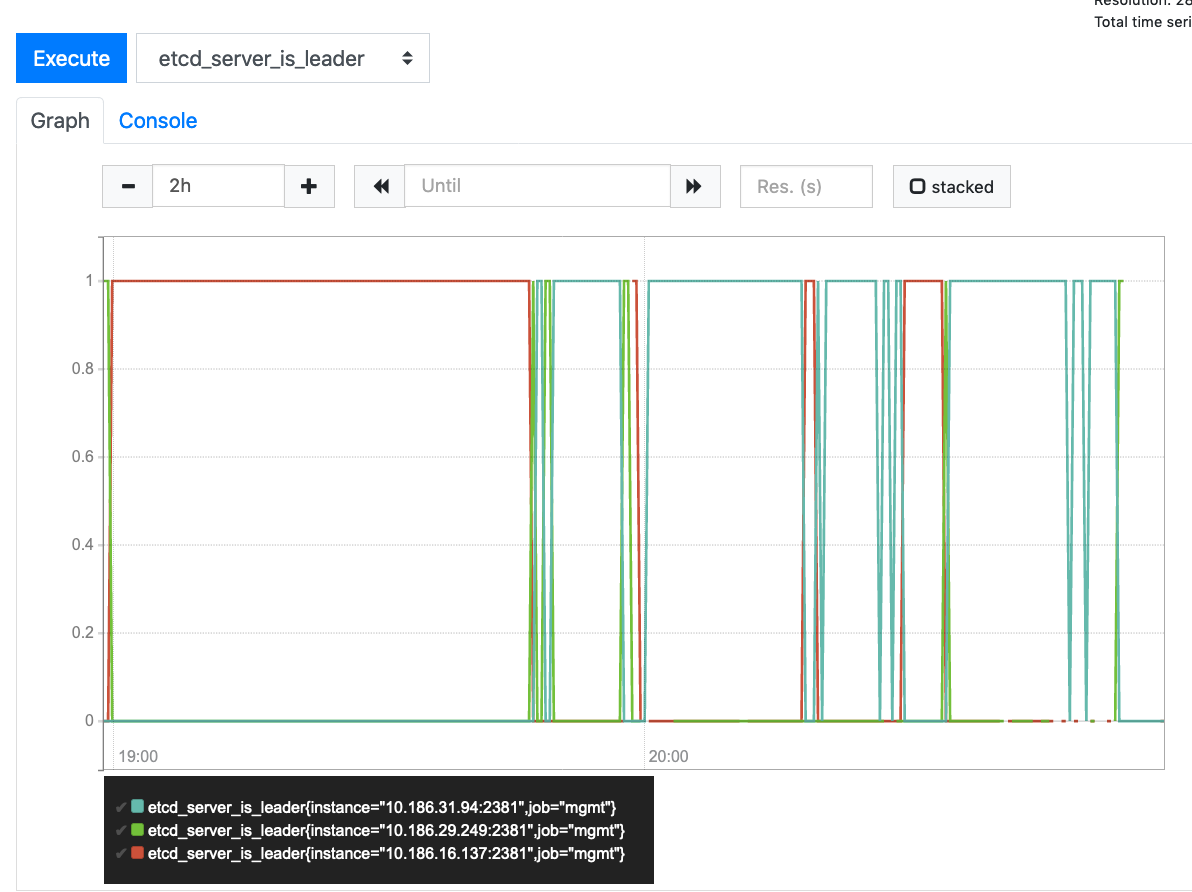 Resolution: 28
Total time seri
Execute
etcd_server_is_leader
Graph
Console
2h
Until
Res. (s)
stacked
1
0.8
0.6
0.4
0.2
0
19:00
20:00
✔ etcd_server_is_leader{instance="10.186.31.94:2381",job="mgmt"}
✔ etcd_server_is_leader{instance="10.186.29.249:2381",job="mgmt"}
✔ etcd_server_is_leader{instance="10.186.16.137:2381",job="mgmt"}